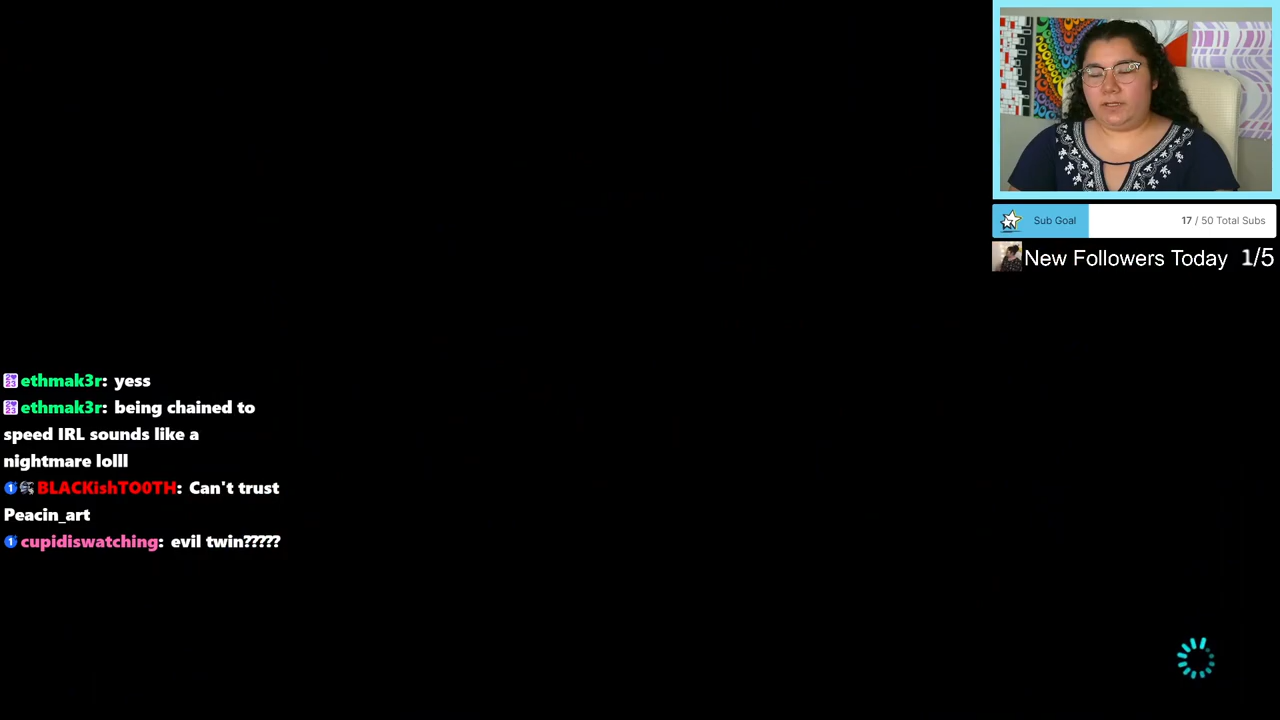 Sub Goal 17 / 50 Total Subs
New Followers Today 1/5
ethmak3r: yess
ethmak3r: being chained to
speed IRL sounds like a
nightmare lolll
BLACKishTO0TH: Can't trust
Peacin_art
cupidiswatching: evil twin?????